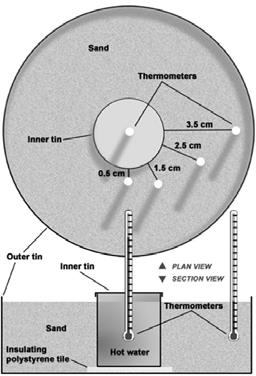 Sand
Thermometers
3.5 cm
Inner tin
2.5 cm
1.5 cm
0.5 cm
Outer tin
Inner tin
▲ PLAN VIEW
▼ SECTION VIEW
Thermometers
Sand
Insulating
polystyrene tile
Hot water